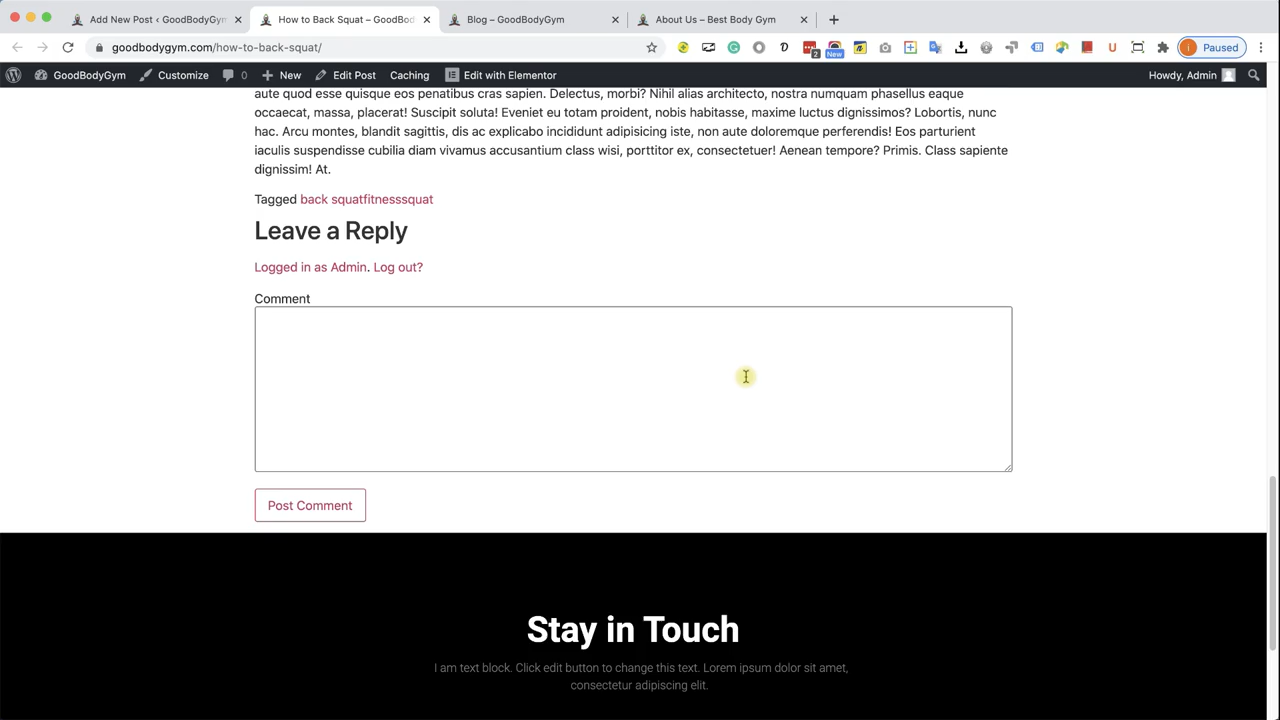 Add New Post ‹ GoodBodyGym
How to Back Squat – GoodBod
Blog – GoodBodyGym
About Us – Best Body Gym
goodbodygym.com/how-to-back-squat/
2
New
Paused
GoodBodyGym
Customize
0
New
Edit Post
Caching
Edit with Elementor
Howdy, Admin
aute quod esse quisque eos penatibus cras sapien. Delectus, morbi? Nihil alias architecto, nostra numquam phasellus eaque
occaecat, massa, placerat! Suscipit soluta! Eveniet eu totam proident, nobis habitasse, maxime luctus dignissimos? Lobortis, nunc
hac. Arcu montes, blandit sagittis, dis ac explicabo incididunt adipisicing iste, non aute doloremque perferendis! Eos parturient
iaculis suspendisse cubilia diam vivamus accusantium class wisi, porttitor ex, consectetuer! Aenean tempore? Primis. Class sapiente
dignissim! At.
Tagged back squatfitnesssquat
Leave a Reply
Logged in as Admin. Log out?
Comment
Post Comment
Stay in Touch
I am text block. Click edit button to change this text. Lorem ipsum dolor sit amet,
consectetur adipiscing elit.